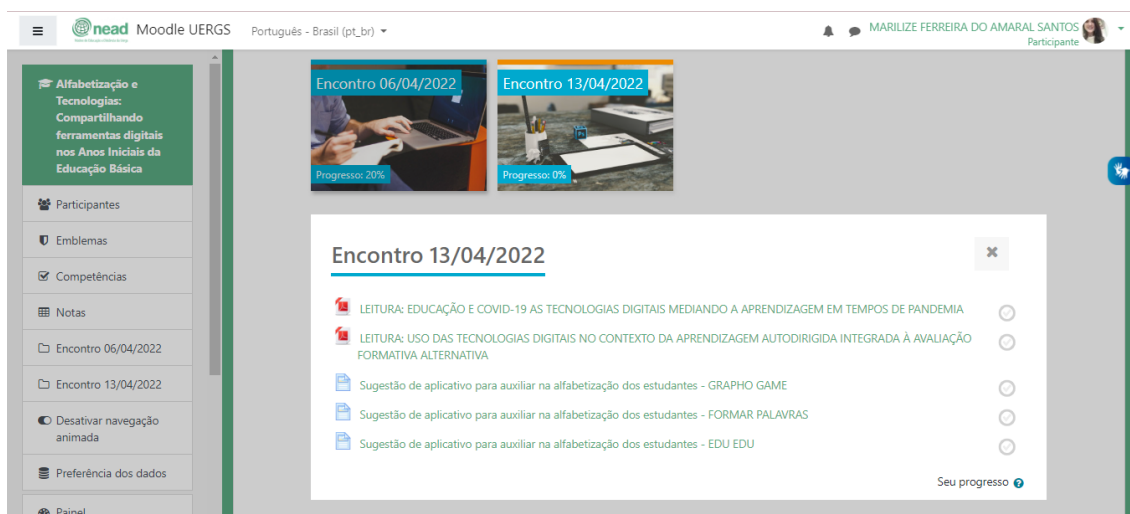 nead Moodle UERGS
Português - Brasil (pt_br)
MARILIZE FERREIRA DO AMARAL SANTOS
Participante
Alfabetização e
Tecnologias:
Compartilhando
ferramentas digitais
nos Anos Iniciais da
Educação Básica
Participantes
Emblemas
Competências
Notas
Encontro 06/04/2022
Encontro 13/04/2022
Desativar navegação
animada
Preferência dos dados
Painel
Encontro 06/04/2022
Progresso: 20%
Encontro 13/04/2022
Progresso: 0%
Encontro 13/04/2022
LEITURA: EDUCAÇÃO E COVID-19 AS TECNOLOGIAS DIGITAIS MEDIANDO A APRENDIZAGEM EM TEMPOS DE PANDEMIA
LEITURA: USO DAS TECNOLOGIAS DIGITAIS NO CONTEXTO DA APRENDIZAGEM AUTODIRIGIDA INTEGRADA À AVALIAÇÃO
FORMATIVA ALTERNATIVA
Sugestão de aplicativo para auxiliar na alfabetização dos estudantes - GRAPHO GAME
Sugestão de aplicativo para auxiliar na alfabetização dos estudantes - FORMAR PALAVRAS
Sugestão de aplicativo para auxiliar na alfabetização dos estudantes - EDU EDU
Seu progresso